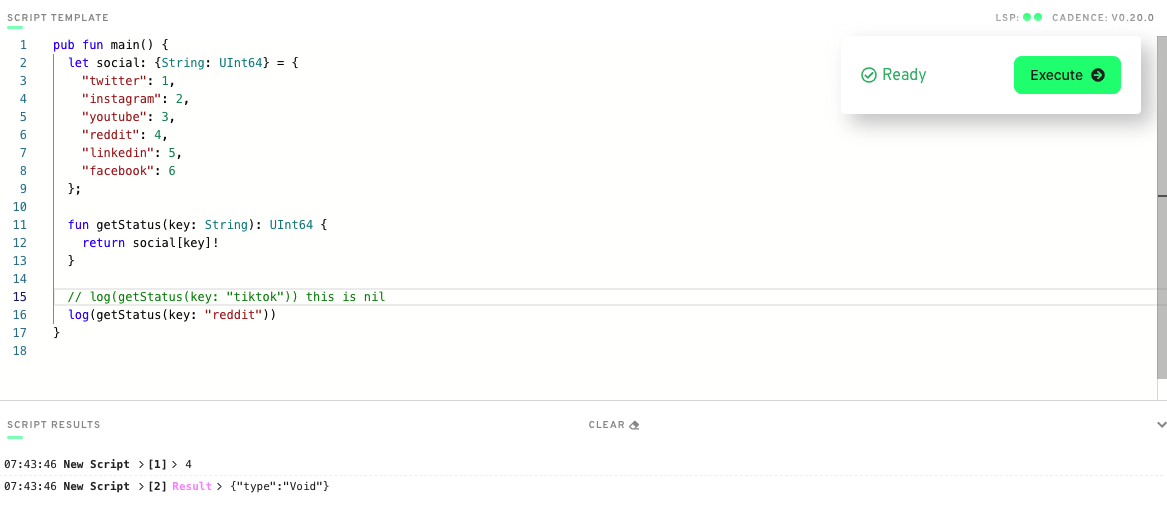 SCRIPT TEMPLATE
LSP: CADENCE: V0.20.0
Ready
Execute
1 pub fun main() {
2 let social: {String: UInt64} = {
3 "twitter": 1,
4 "instagram": 2,
5 "youtube": 3,
6 "reddit": 4,
7 "linkedin": 5,
8 "facebook": 6
9 };
10
11 fun getStatus(key: String): UInt64 {
12 return social[key]!
13 }
14
15 // log(getStatus(key: "tiktok")) this is nil
16 log(getStatus(key: "reddit"))
17 }
18
SCRIPT RESULTS
CLEAR
07:43:46 New Script > [1] > 4
07:43:46 New Script > [2] Result > {"type":"Void"}